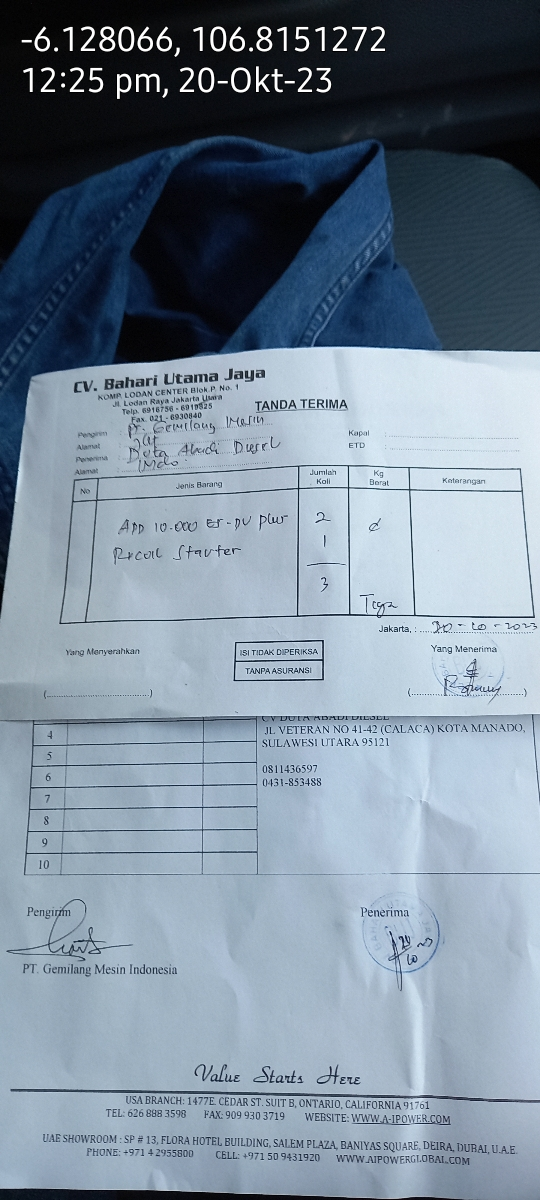 -6.128066, 106.8151272
12:25 pm, 20-Okt-23
CV. Bahari Utama Jaya
KOMP. LODAN CENTER Blok.P. No. 1
Jl. Lodan Raya Jakarta Utara
Telp. 6916756 - 6919825
Fax. 021 - 6930840
TANDA TERIMA
Pengirim : PT. Gemilang Mesin
Alamat : Jkt
Penerima : Duta Abadi Diesel
Alamat : Mdo
Kapal :
ETD :
No Jenis Barang Jumlah Koli Kg Berat Keterangan
APD 10.000 ES-DV plus 2
Recoil Starter 1
3
Tiga
Jakarta, : 20-10-2023
Yang Menyerahkan
ISI TIDAK DIPERIKSA
TANPA ASURANSI
Yang Menerima
(..............................)
(..............................)
CV DUTA ABADI DIESEL
4 JL VETERAN NO 41-42 (CALACA) KOTA MANADO,
SULAWESI UTARA 95121
5
6 0811436597
0431-853488
7
8
9
10
Pengirim
Penerima
20
10 23
PT. Gemilang Mesin Indonesia
Value Starts Here
USA BRANCH: 1477E. CEDAR ST. SUIT B, ONTARIO, CALIFORNIA 91761
TEL: 626 888 3598 FAX: 909 930 3719 WEBSITE: WWW.A-IPOWER.COM
UAE SHOWROOM : SP # 13, FLORA HOTEL BUILDING, SALEM PLAZA, BANIYAS SQUARE, DEIRA, DUBAI, U.A.E.
PHONE: +971 4 2955800 CELL: +971 50 9431920 WWW.AIPOWERGLOBAL.COM